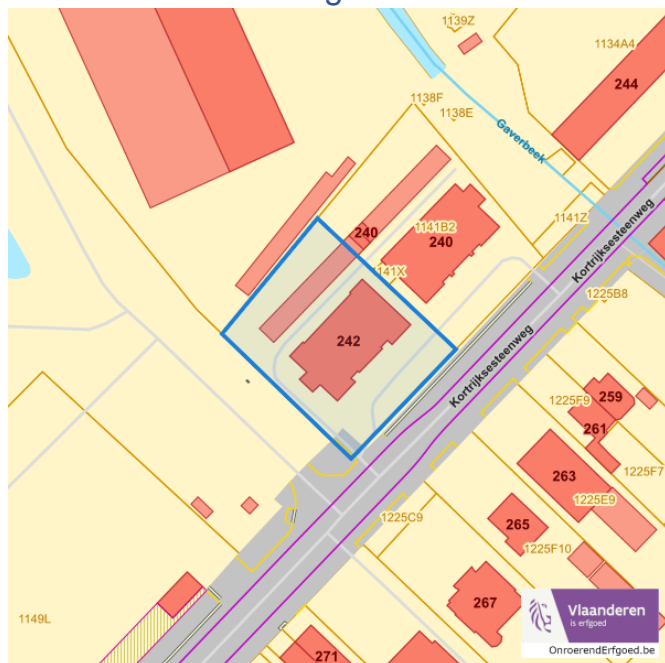 1139Z
1134A4
244
1138F
1138E
Gaverbeek
240
1141B2
240
1141Z
1141X
Kortrijksesteenweg
1225B8
242
Kortrijksesteenweg
1225F9
259
261
263
1225F7
1225E9
1225C9
265
1225F10
267
1149L
271
Vlaanderen
is erfgoed
OnroerendErfgoed.be